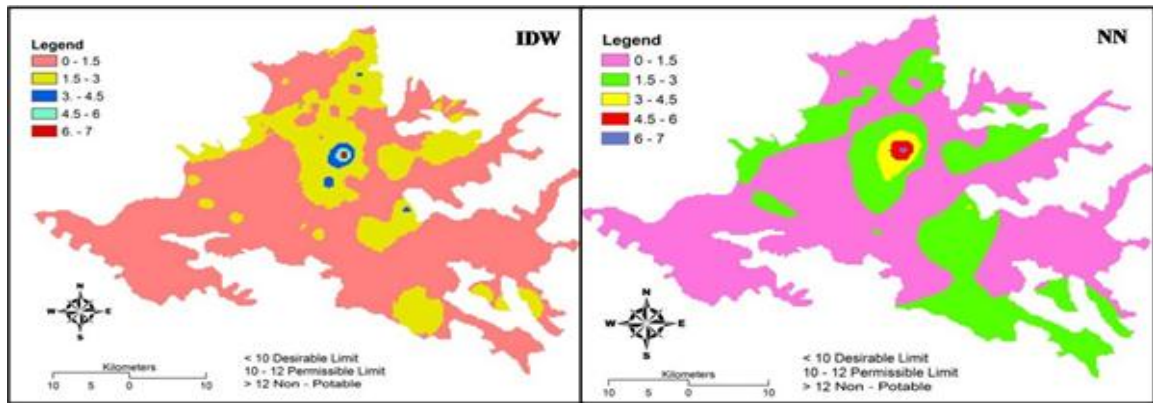 IDW
Legend
0 - 1.5
1.5 - 3
3. - 4.5
4.5 - 6
6. - 7
N
W E
S
Kilometers
10 5 0 10
< 10 Desirable Limit
10 - 12 Permissible Limit
> 12 Non - Potable
NN
Legend
0 - 1.5
1.5 - 3
3 - 4.5
4.5 - 6
6-7
N
W E
S
Kilometers
10 5 0 10
< 10 Desirable Limit
10 - 12 Permissible Limit
> 12 Non - Potable